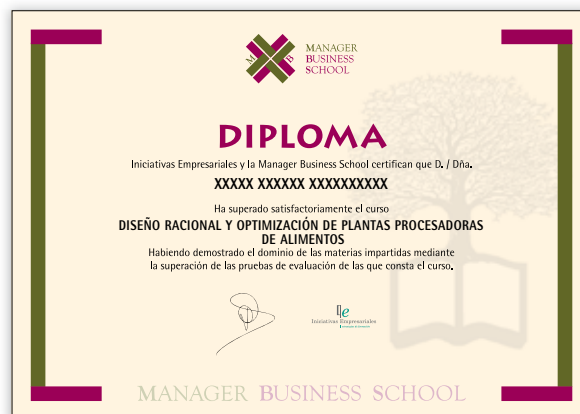 M B
MANAGER
BUSINESS
SCHOOL
DIPLOMA
Iniciativas Empresariales y la Manager Business School certifican que D. / Dña.
XXXXX XXXXXX XXXXXXXXXX
Ha superado satisfactoriamente el curso
DISEÑO RACIONAL Y OPTIMIZACIÓN DE PLANTAS PROCESADORAS
DE ALIMENTOS
Habiendo demostrado el dominio de las materias impartidas mediante
la superación de las pruebas de evaluación de las que consta el curso.
Ie
Iniciativas Empresariales
MANAGER BUSINESS SCHOOL